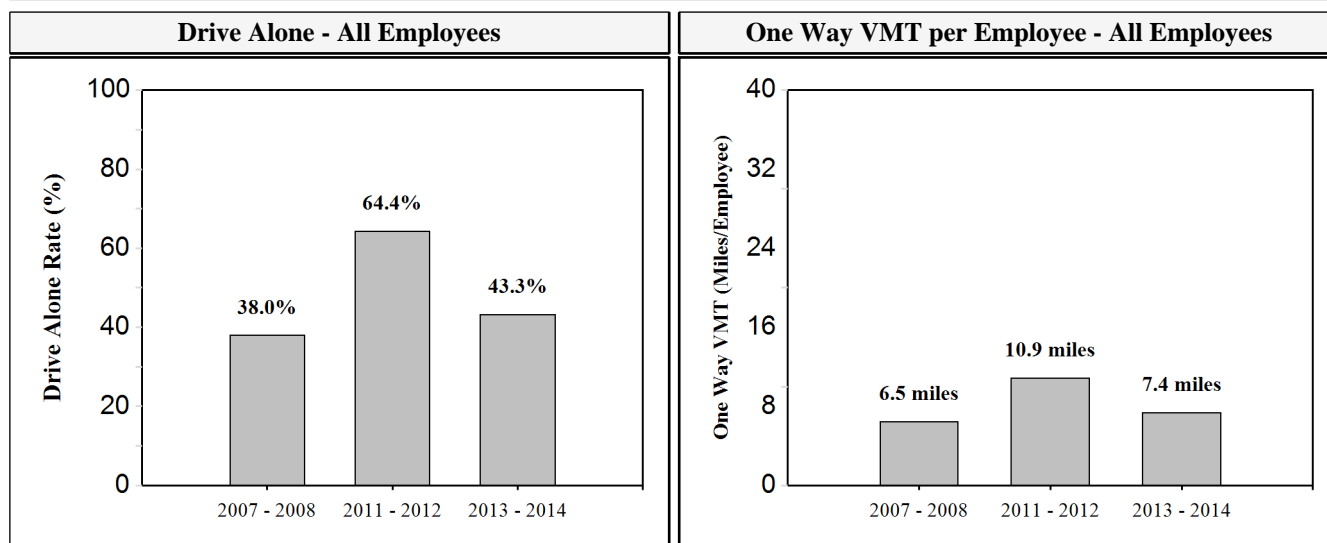 Drive Alone - All Employees
One Way VMT per Employee - All Employees
Drive Alone Rate (%)
100
80
60
40
20
0
38.0%
64.4%
43.3%
2007 - 2008
2011 - 2012
2013 - 2014
One Way VMT (Miles/Employee)
40
32
24
16
8
0
6.5 miles
10.9 miles
7.4 miles
2007 - 2008
2011 - 2012
2013 - 2014